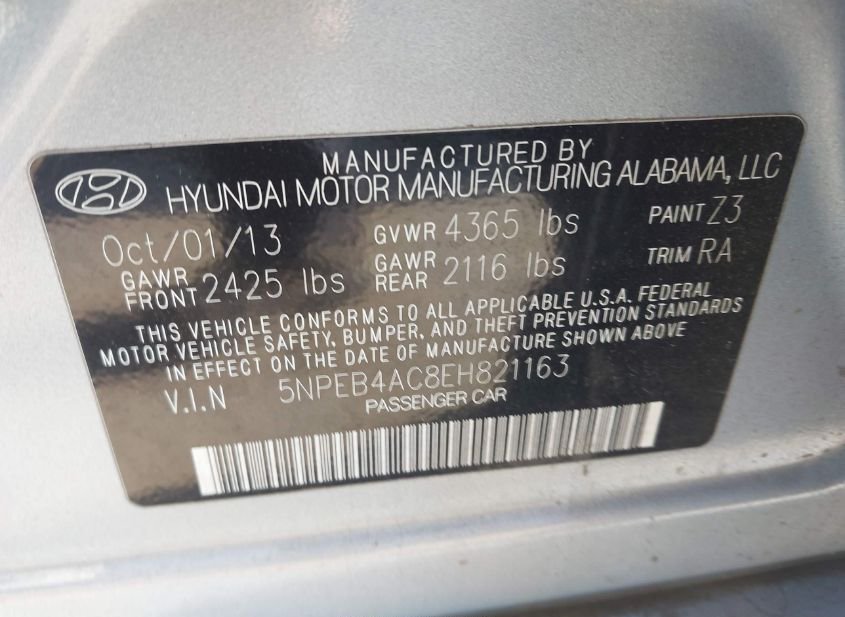 MANUFACTURED BY
HYUNDAI MOTOR MANUFACTURING ALABAMA, LLC
Oct/01/13 GVWR 4365 lbs PAINT Z3
GAWR FRONT 2425 lbs GAWR REAR 2116 lbs TRIM RA
THIS VEHICLE CONFORMS TO ALL APPLICABLE U.S.A. FEDERAL
MOTOR VEHICLE SAFETY, BUMPER, AND THEFT PREVENTION STANDARDS
IN EFFECT ON THE DATE OF MANUFACTURE SHOWN ABOVE
V.I.N 5NPEB4AC8EH821163
PASSENGER CAR